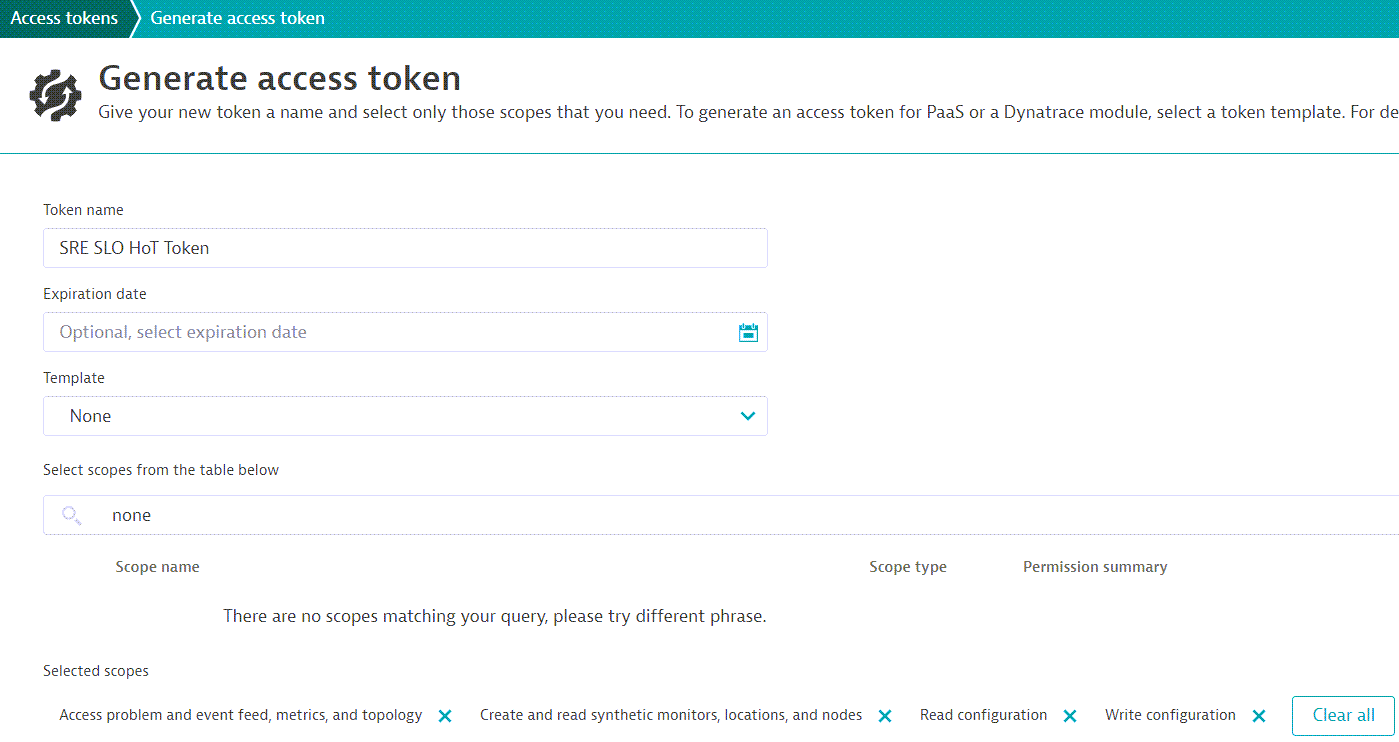 Access tokens
Generate access token
Generate access token
Give your new token a name and select only those scopes that you need. To generate an access token for PaaS or a Dynatrace module, select a token template. For de
Token name
SRE SLO HoT Token
Expiration date
Optional, select expiration date
Template
None
Select scopes from the table below
none
Scope name Scope type Permission summary
There are no scopes matching your query, please try different phrase.
Selected scopes
Access problem and event feed, metrics, and topology Create and read synthetic monitors, locations, and nodes Read configuration Write configuration Clear all